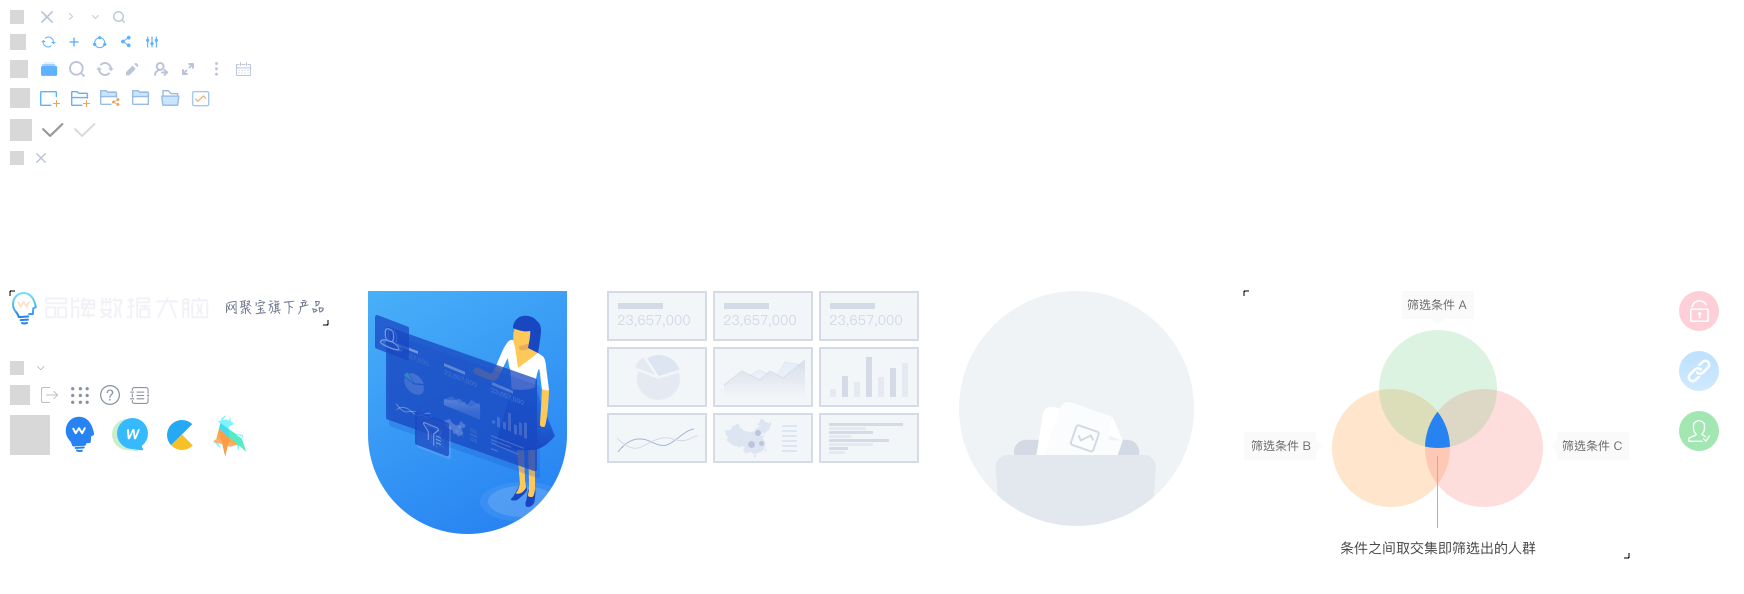 品牌数据大脑
网聚宝旗下产品
23,657,000
23,657,000
23,657,000
筛选条件 A
筛选条件 B
筛选条件 C
条件之间取交集即筛选出的人群